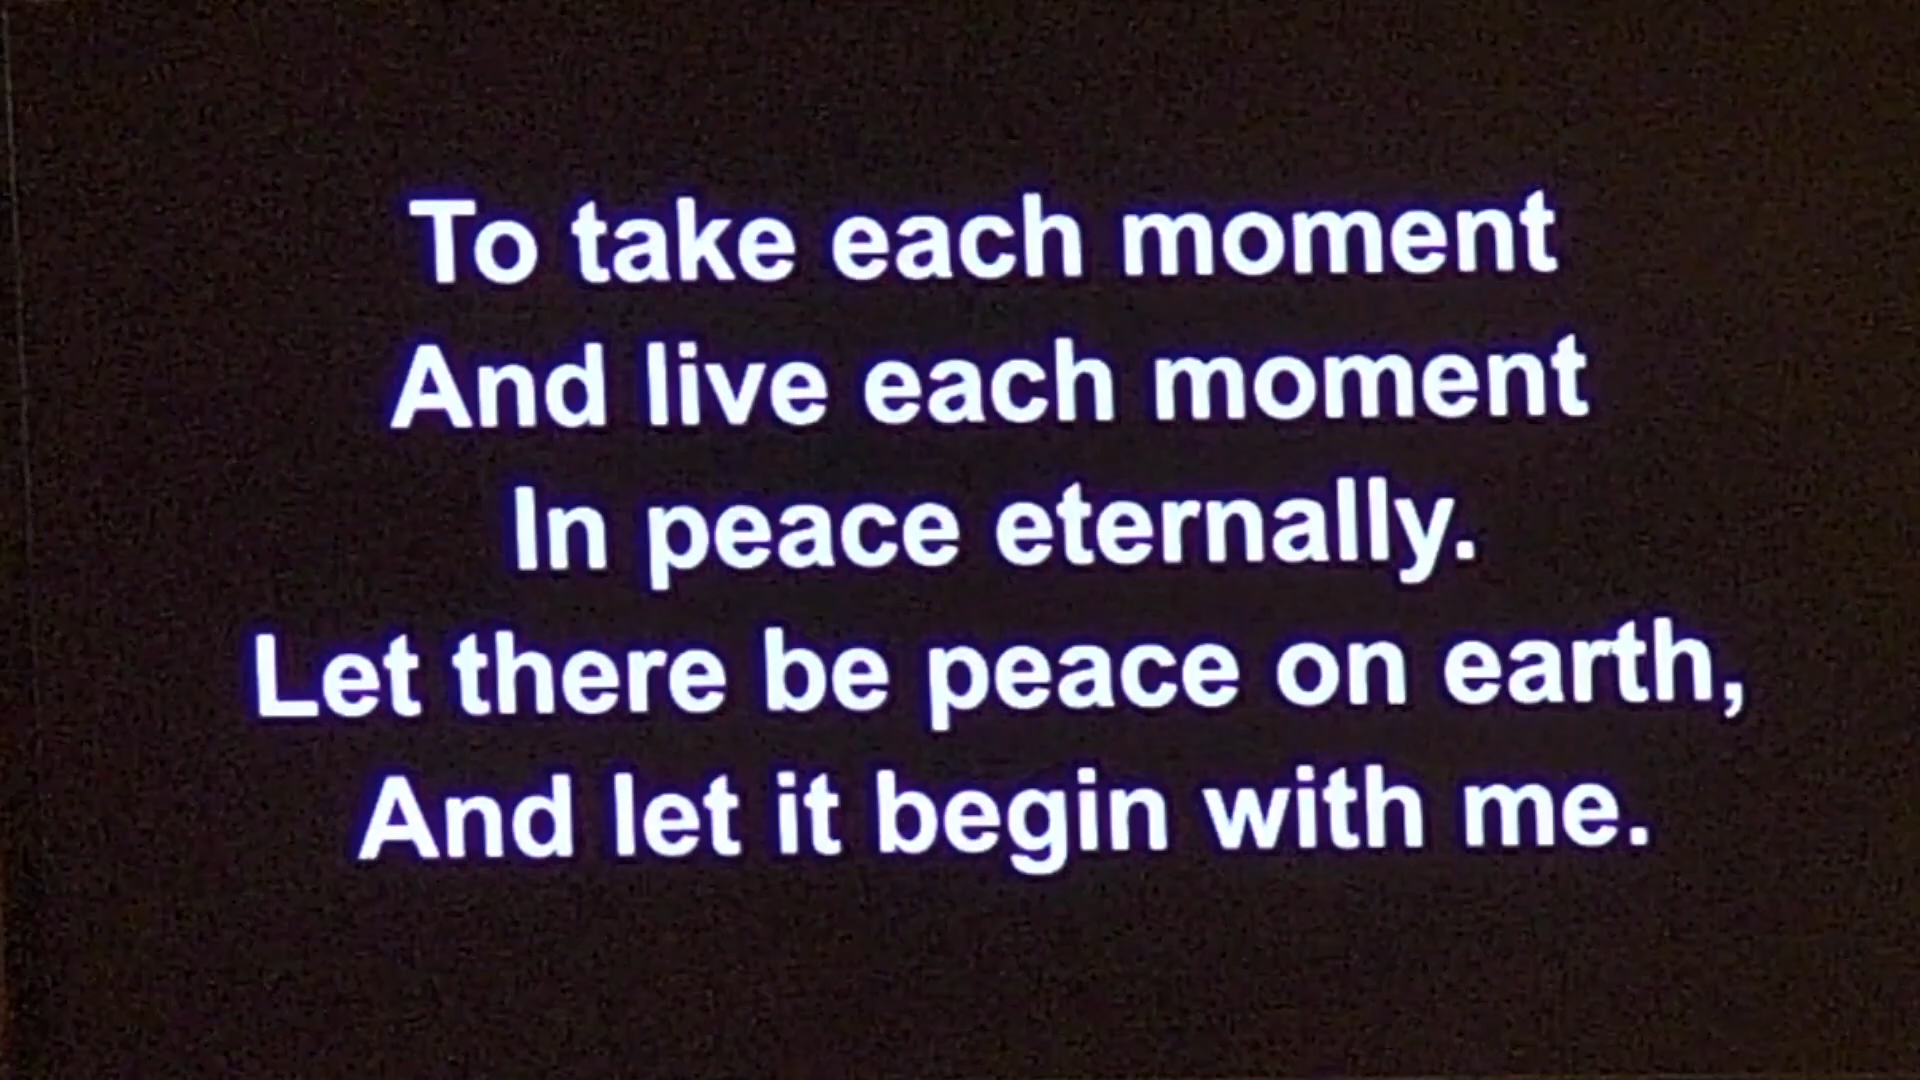 To take each moment
And live each moment
In peace eternally.
Let there be peace on earth,
And let it begin with me.